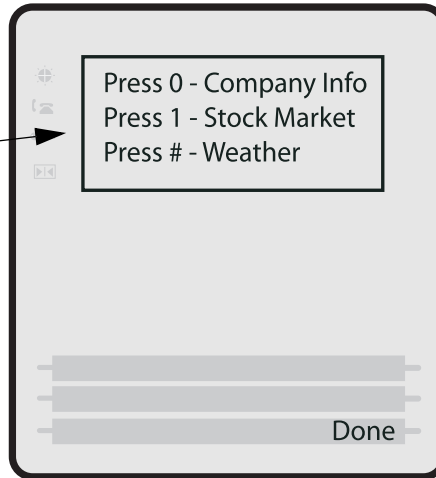 Press 0 - Company Info
Press 1 - Stock Market
Press # - Weather
Done